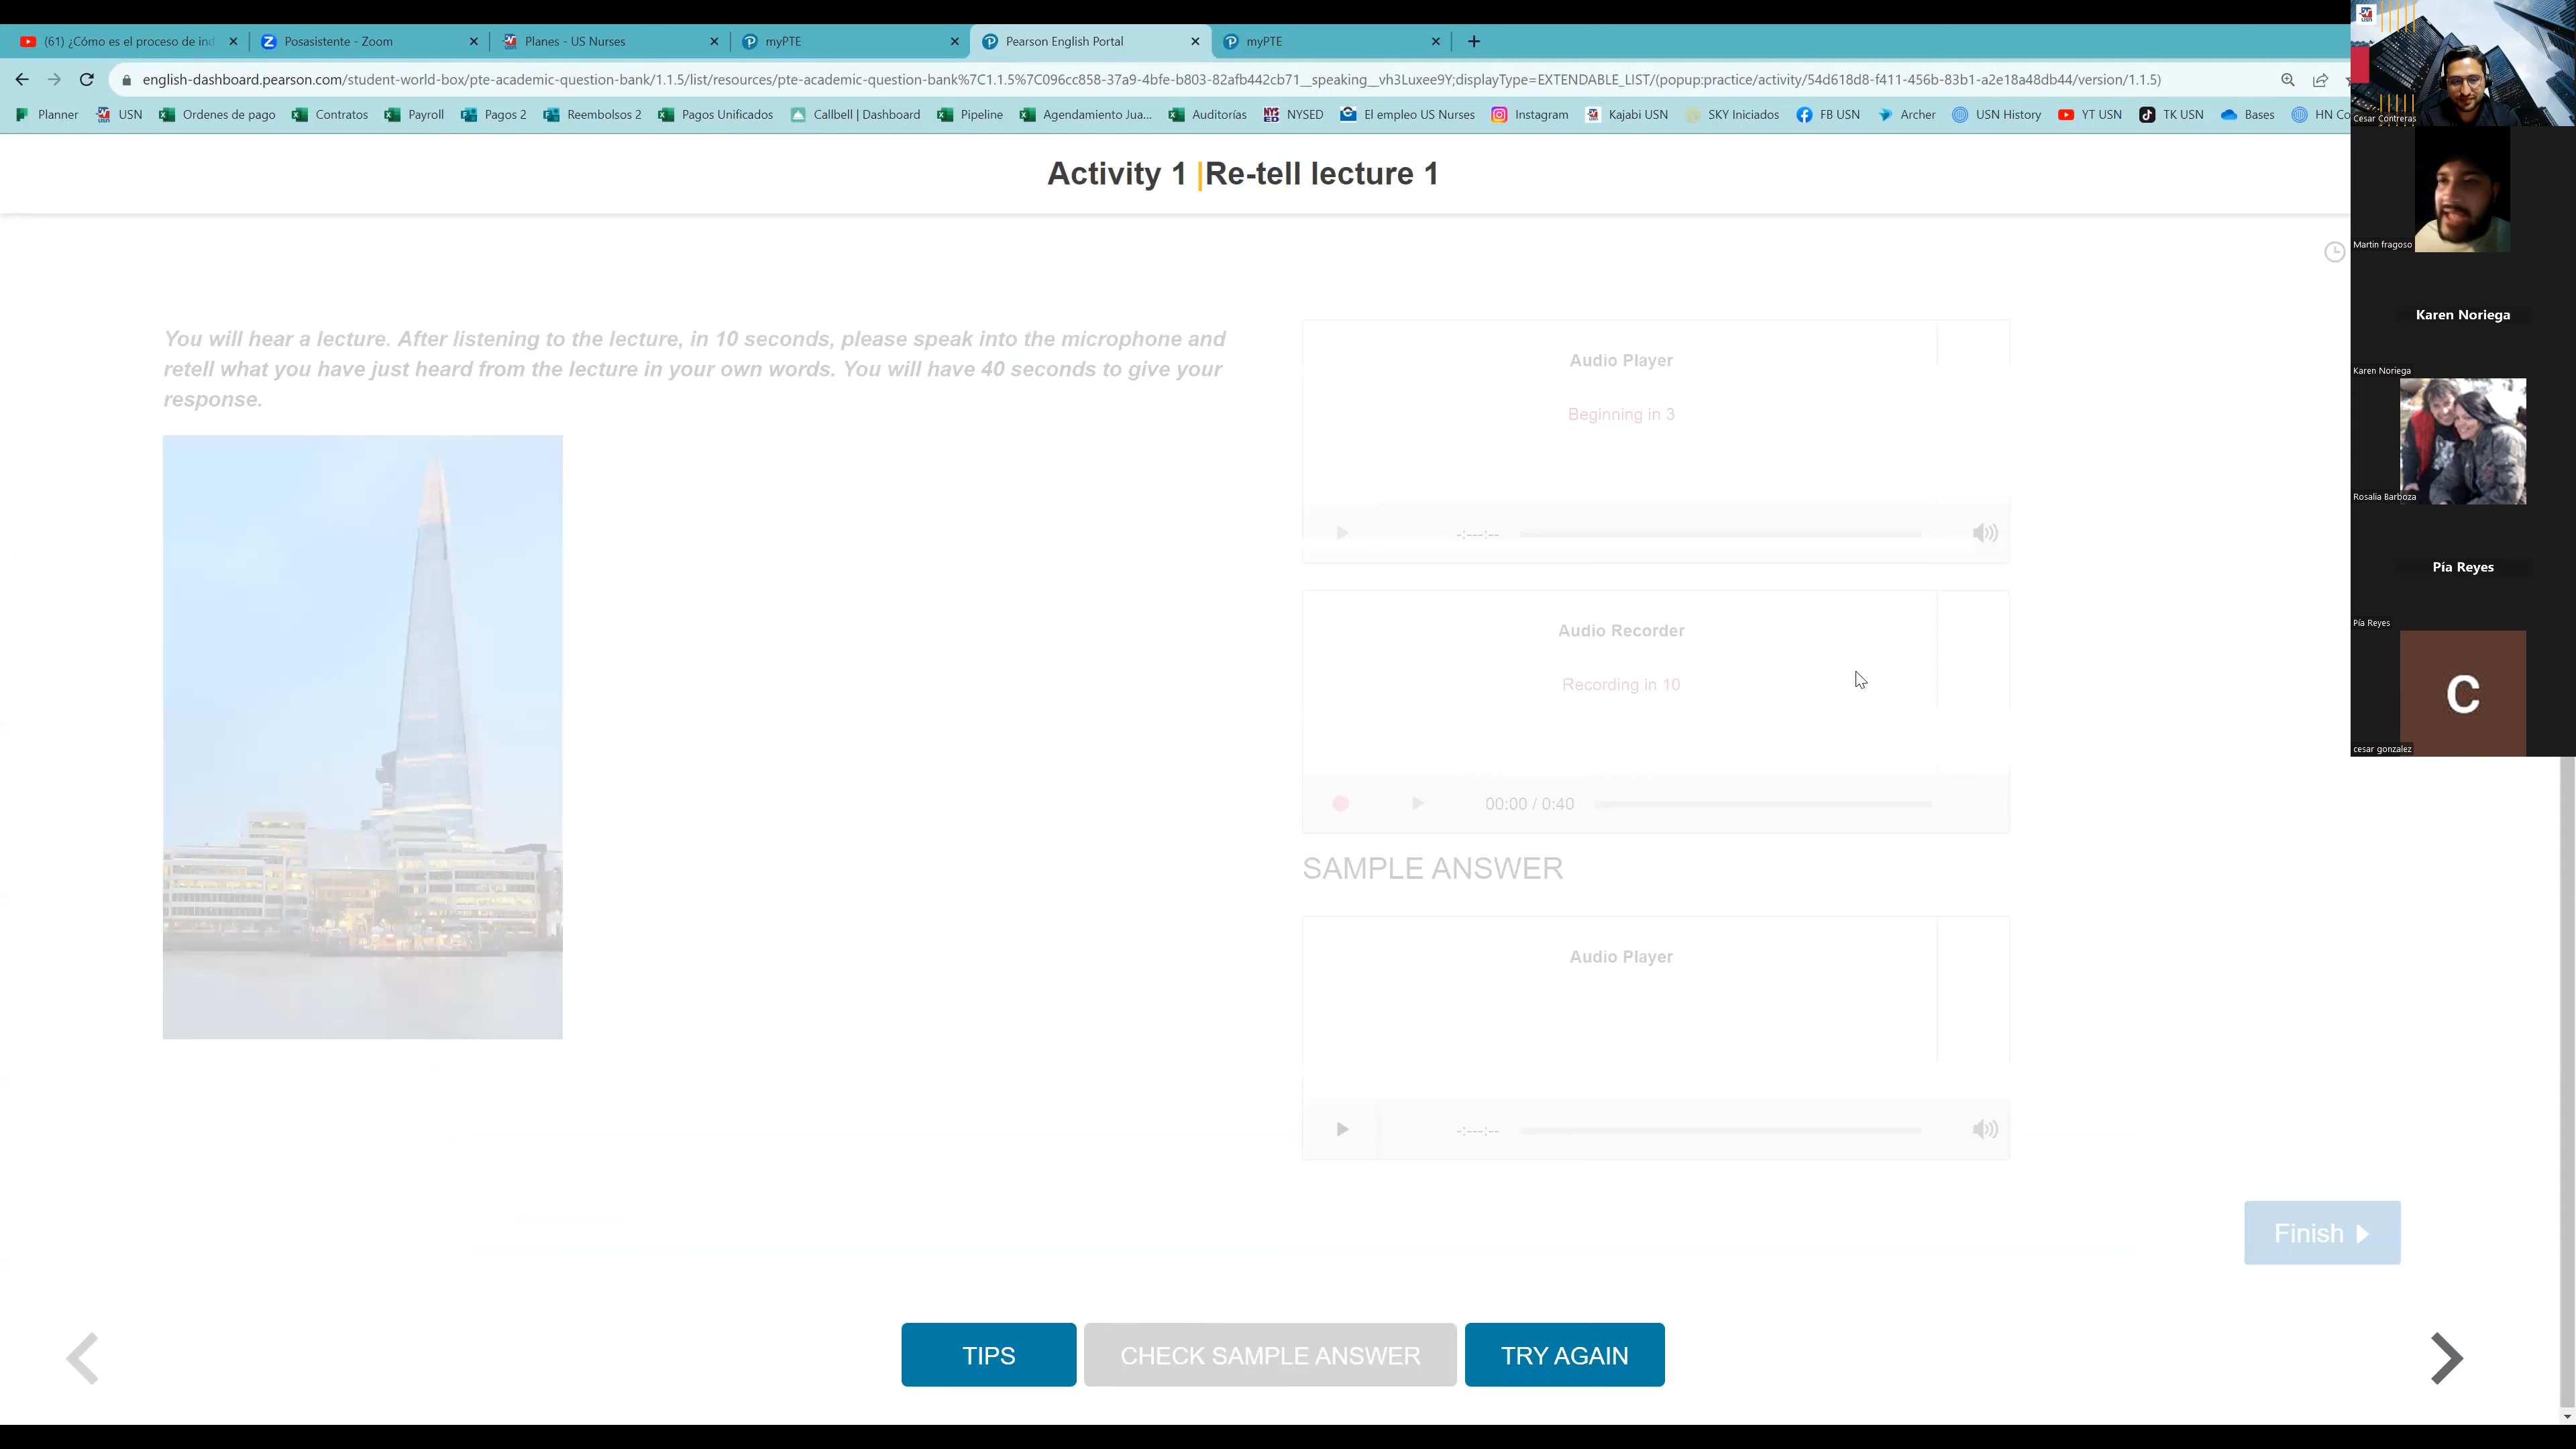 (61) ¿Cómo es el proceso de ind
Posasistente - Zoom
Planes - US Nurses
myPTE
Pearson English Portal
myPTE
english-dashboard.pearson.com/student-world-box/pte-academic-question-bank/1.1.5/list/resources/pte-academic-question-bank%7C1.1.5%7C096cc858-37a9-4bfe-b803-82afb442cb71__speaking__vh3Luxee9Y;displayType=EXTENDABLE_LIST/(popup:practice/activity/54d618d8-f411-456b-83b1-a2e18a48db44/version/1.1.5)
Planner
USN
Ordenes de pago
Contratos
Payroll
Pagos 2
Reembolsos 2
Pagos Unificados
Callbell | Dashboard
Pipeline
Agendamiento Jua...
Auditorías
NYSED
El empleo US Nurses
Instagram
Kajabi USN
SKY Iniciados
FB USN
Archer
USN History
YT USN
TK USN
Bases
HN Co
Activity 1 |Re-tell lecture 1
You will hear a lecture. After listening to the lecture, in 10 seconds, please speak into the microphone and
retell what you have just heard from the lecture in your own words. You will have 40 seconds to give your
response.
Audio Player
Beginning in 3
-:--
--:--
Audio Recorder
Recording in 10
00:00 / 0:40
SAMPLE ANSWER
Audio Player
-:--
--:--
Finish
TIPS
CHECK SAMPLE ANSWER
TRY AGAIN
Cesar Contreras
Martin fragoso
Karen Noriega
Karen Noriega
Rosalia Barboza
Pía Reyes
Pía Reyes
C
cesar gonzalez